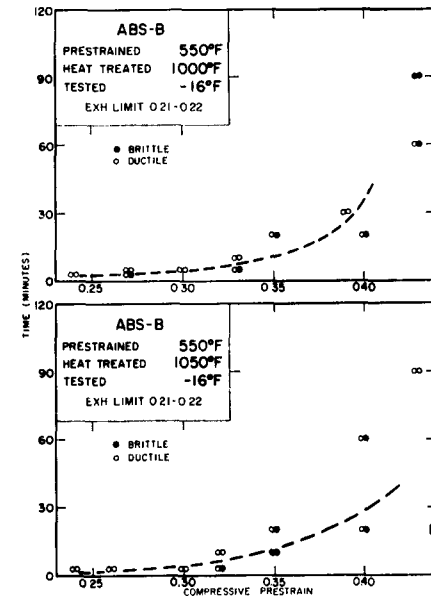 120
ABS-B
PRESTRAINED 550°F
HEAT TREATED 1000°F
TESTED -16°F
EXH LIMIT 0 21-0 22
● BRITTLE
○ DUCTILE
90
60
30
0
0.25 0.30 0 35 0.40
TIME (MINUTES)
120
ABS-B
PRESTRAINED 550°F
HEAT TREATED 1050°F
TESTED -16°F
EXH LIMIT 0 21-0 22
● BRITTLE
○ DUCTILE
90
60
30
0
0.25 0.30 0.35 0.40
COMPRESSIVE PRESTRAIN